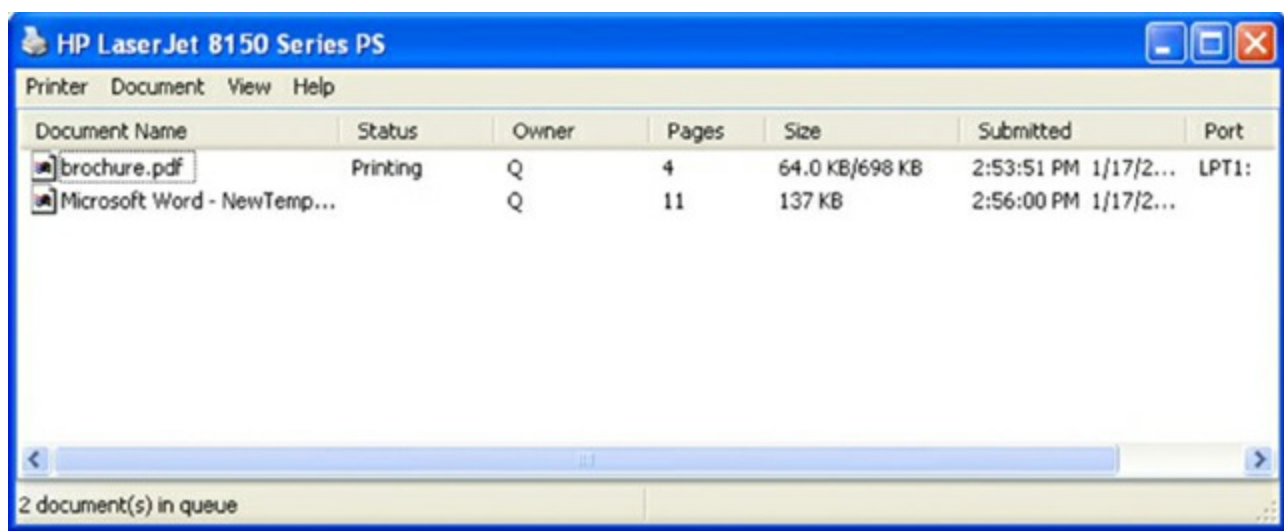 HP LaserJet 8150 Series PS
Printer Document View Help
Document Name Status Owner Pages Size Submitted Port
brochure.pdf Printing Q 4 64.0 KB/698 KB 2:53:51 PM 1/17/2... LPT1:
Microsoft Word - NewTemp... Q 11 137 KB 2:56:00 PM 1/17/2...
2 document(s) in queue